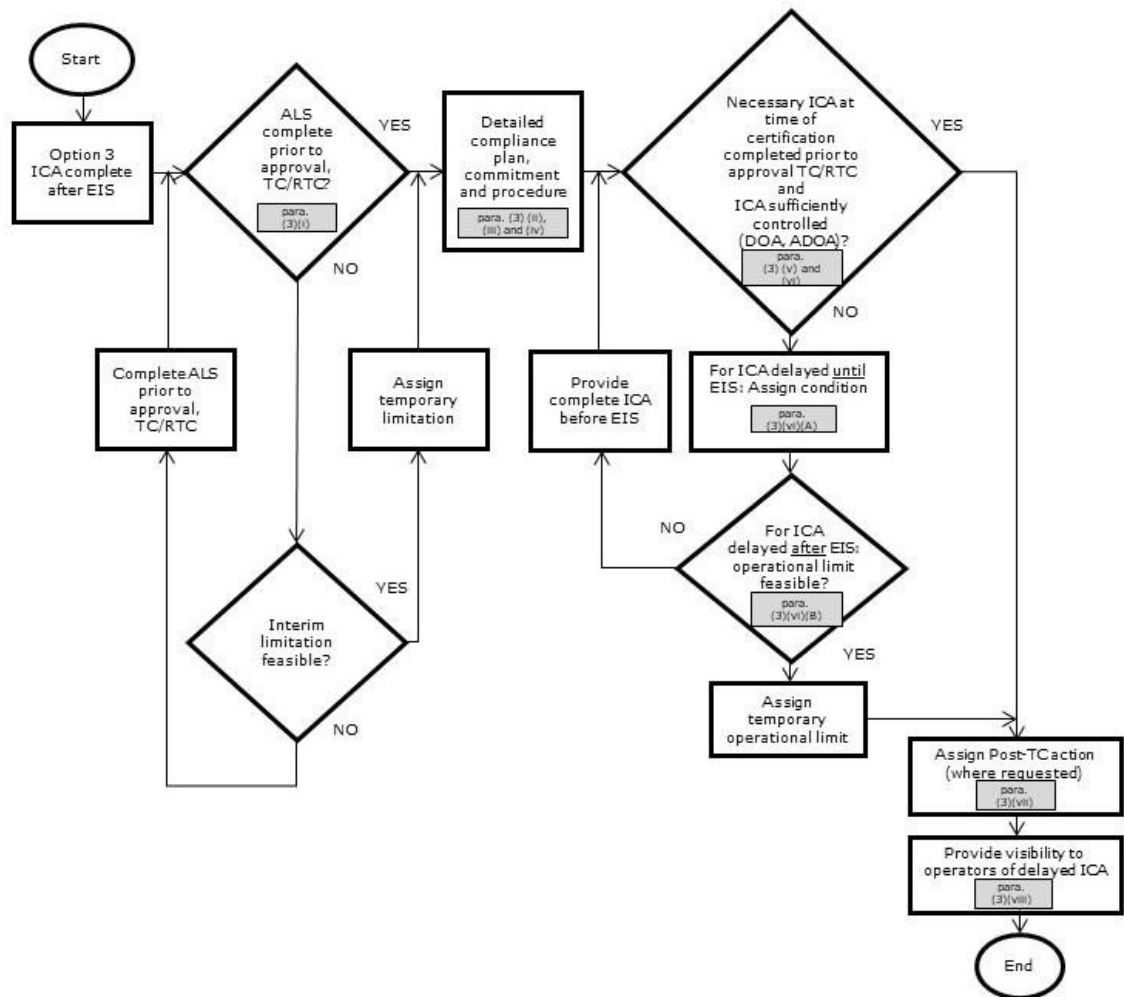 Start
Option 3
ICA complete
after EIS
ALS
complete
prior to
approval,
TC/RTC?
para.
(3)(i)
YES
NO
Detailed
compliance
plan,
commitment
and procedure
para. (3) (ii),
(iii) and (iv)
Necessary ICA at
time of
certification
completed prior to
approval TC/RTC
and
ICA sufficiently
controlled
(DOA, ADOA)?
para.
(3) (v) and
(vi)
YES
NO
Complete ALS
prior to
approval,
TC/RTC
Assign
temporary
limitation
Provide
complete ICA
before EIS
For ICA delayed until
EIS: Assign condition
para.
(3)(vi)(A)
NO
For ICA
delayed after EIS:
operational limit
feasible?
para.
(3)(vi)(B)
YES
Interim
limitation
feasible?
YES
NO
Assign
temporary
operational limit
Assign Post-TC action
(where requested)
para.
(3)(vii)
Provide visibility to
operators of delayed ICA
para.
(3)(viii)
End